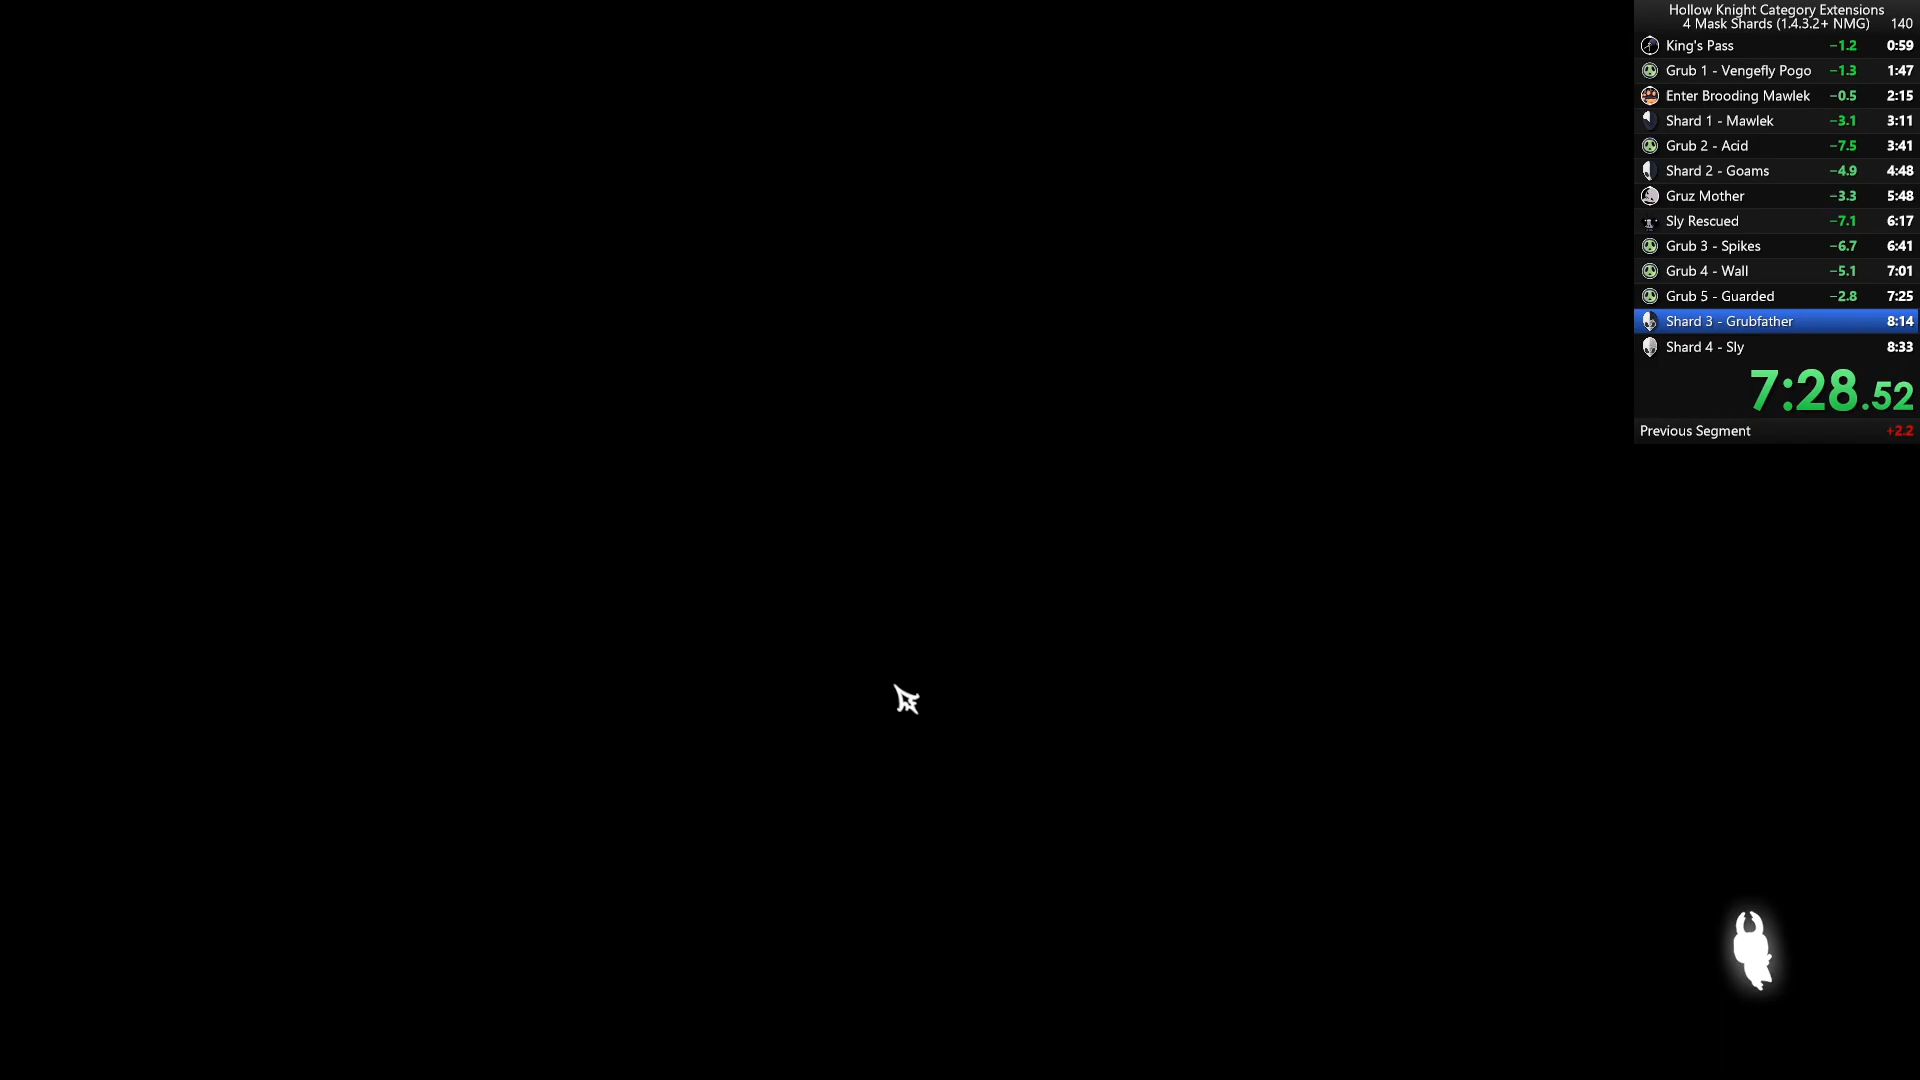 Hollow Knight Category Extensions
4 Mask Shards (1.4.3.2+ NMG) 140
King's Pass −1.2 0:59
Grub 1 - Vengefly Pogo −1.3 1:47
Enter Brooding Mawlek −0.5 2:15
Shard 1 - Mawlek −3.1 3:11
Grub 2 - Acid −7.5 3:41
Shard 2 - Goams −4.9 4:48
Gruz Mother −3.3 5:48
Sly Rescued −7.1 6:17
Grub 3 - Spikes −6.7 6:41
Grub 4 - Wall −5.1 7:01
Grub 5 - Guarded −2.8 7:25
Shard 3 - Grubfather 8:14
Shard 4 - Sly 8:33
7:28.52
Previous Segment +2.2